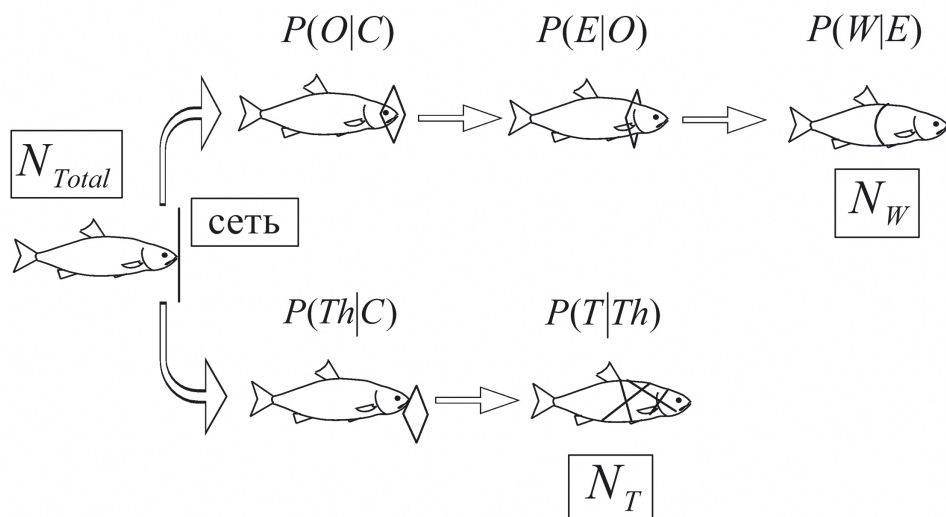 P(O|C)
P(E|O)
P(W|E)
N_Total
N_W
сеть
P(Th|C)
P(T|Th)
N_T